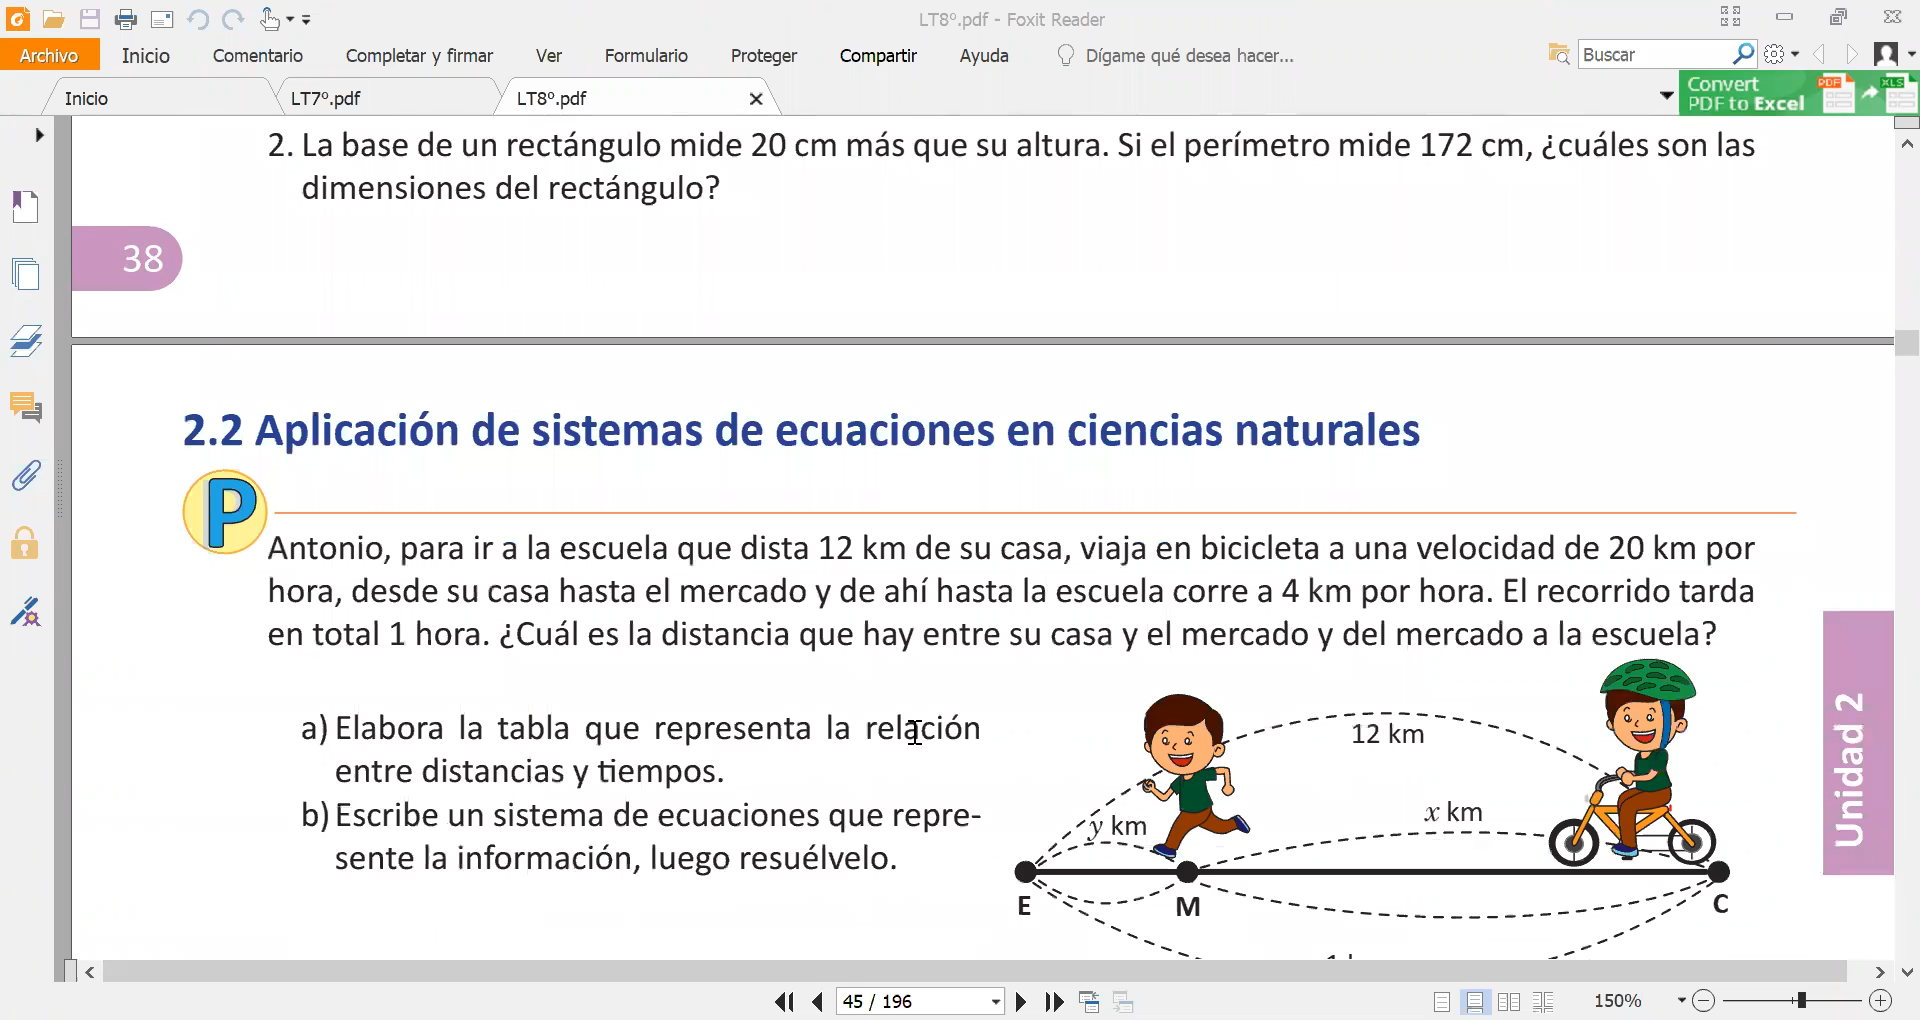 LT8º.pdf - Foxit Reader
Archivo Inicio Comentario Completar y firmar Ver Formulario Proteger Compartir Ayuda Dígame qué desea hacer... Buscar
Inicio LT7º.pdf LT8º.pdf
Convert
PDF to Excel
PDF XLS
2. La base de un rectángulo mide 20 cm más que su altura. Si el perímetro mide 172 cm, ¿cuáles son las
dimensiones del rectángulo?
38
2.2 Aplicación de sistemas de ecuaciones en ciencias naturales
P
Antonio, para ir a la escuela que dista 12 km de su casa, viaja en bicicleta a una velocidad de 20 km por
hora, desde su casa hasta el mercado y de ahí hasta la escuela corre a 4 km por hora. El recorrido tarda
en total 1 hora. ¿Cuál es la distancia que hay entre su casa y el mercado y del mercado a la escuela?
a) Elabora la tabla que representa la relación
entre distancias y tiempos.
b) Escribe un sistema de ecuaciones que repre-
sente la información, luego resuélvelo.
12 km
x km
y km
E M C
Unidad 2
45 / 196
150%